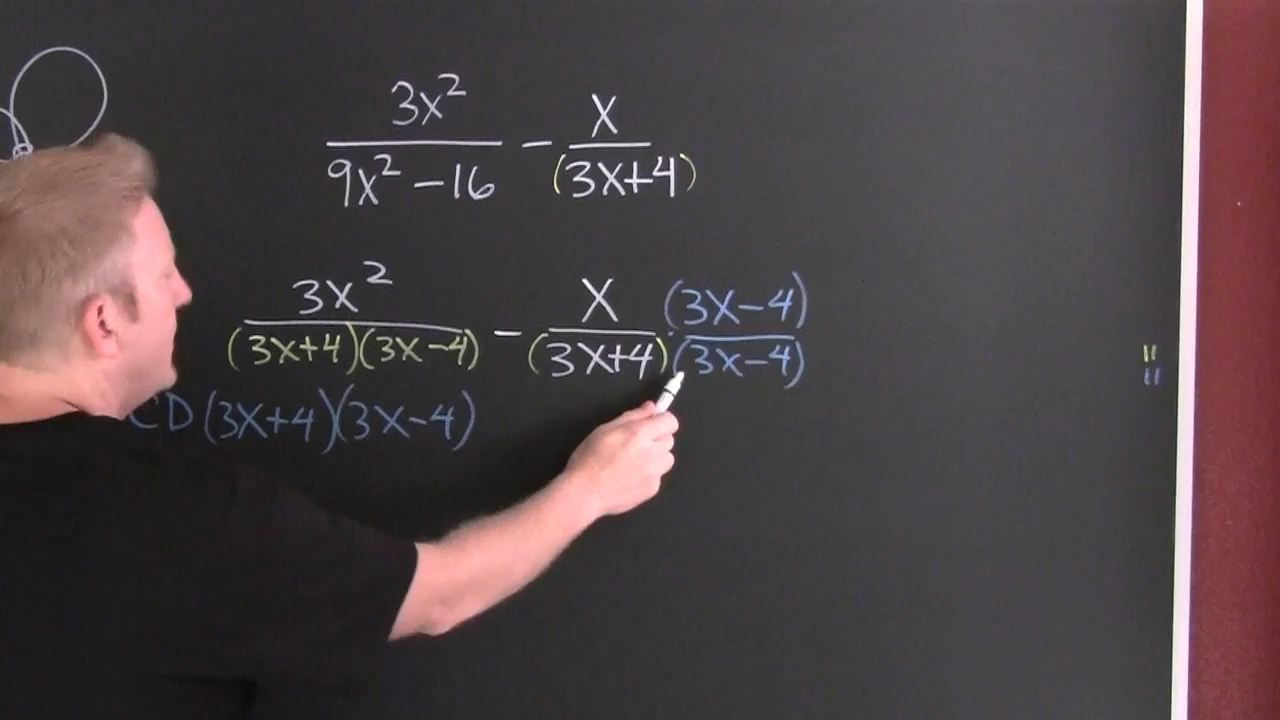 3x² / 9x² - 16 - x / (3x+4)
3x² / (3x+4)(3x-4) - x / (3x+4) · (3x-4) / (3x-4)
CD (3x+4)(3x-4)